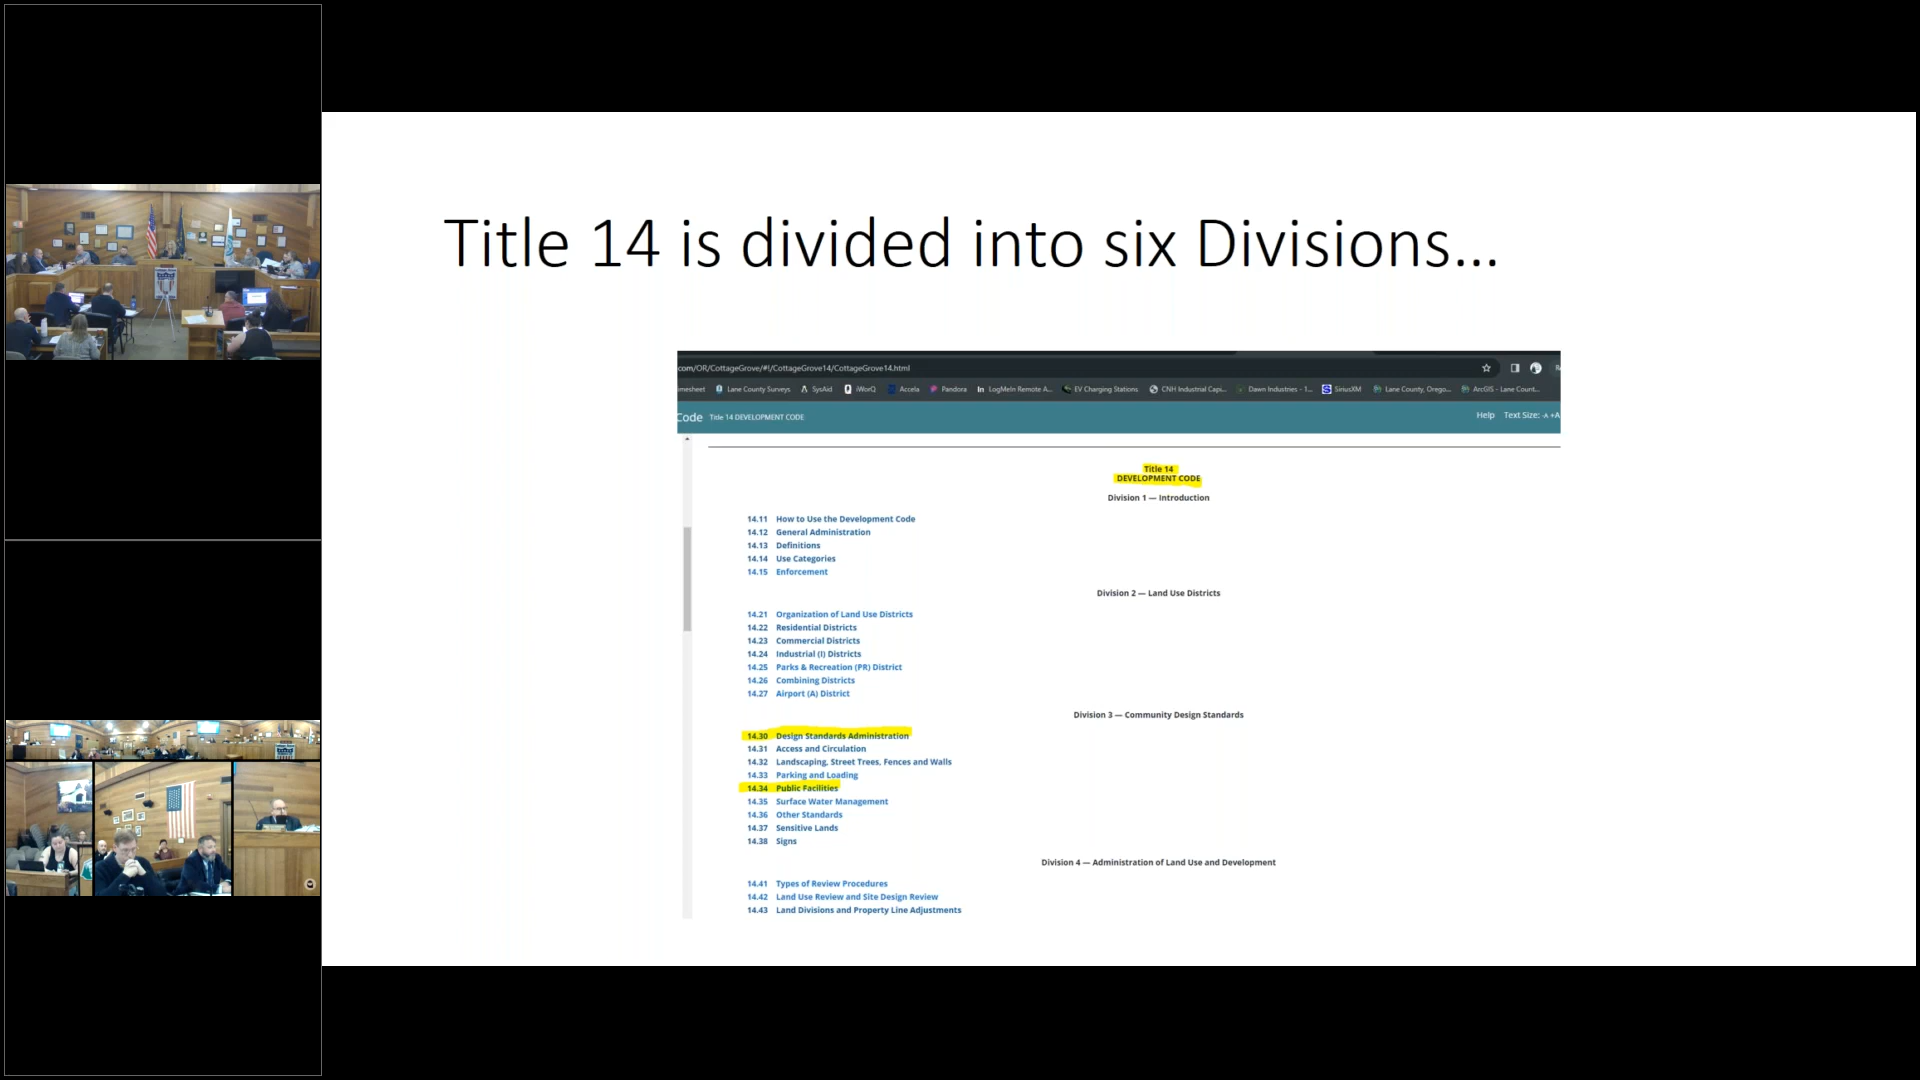 Title 14 is divided into six Divisions...
com/OR/CottageGrove/#!/CottageGrove14/CottageGrove14.html
mesheet Lane County Surveys SysAid iWorQ Accela Pandora LogMeIn Remote A... EV Charging Stations CNH Industrial Capi... Dawn Industries - 1... SiriusXM Lane County, Orego... ArcGIS - Lane Count...
Code Title 14 DEVELOPMENT CODE Help Text Size: -A +A
Title 14
DEVELOPMENT CODE
Division 1 — Introduction
14.11 How to Use the Development Code
14.12 General Administration
14.13 Definitions
14.14 Use Categories
14.15 Enforcement
Division 2 — Land Use Districts
14.21 Organization of Land Use Districts
14.22 Residential Districts
14.23 Commercial Districts
14.24 Industrial (I) Districts
14.25 Parks & Recreation (PR) District
14.26 Combining Districts
14.27 Airport (A) District
Division 3 — Community Design Standards
14.30 Design Standards Administration
14.31 Access and Circulation
14.32 Landscaping, Street Trees, Fences and Walls
14.33 Parking and Loading
14.34 Public Facilities
14.35 Surface Water Management
14.36 Other Standards
14.37 Sensitive Lands
14.38 Signs
Division 4 — Administration of Land Use and Development
14.41 Types of Review Procedures
14.42 Land Use Review and Site Design Review
14.43 Land Divisions and Property Line Adjustments